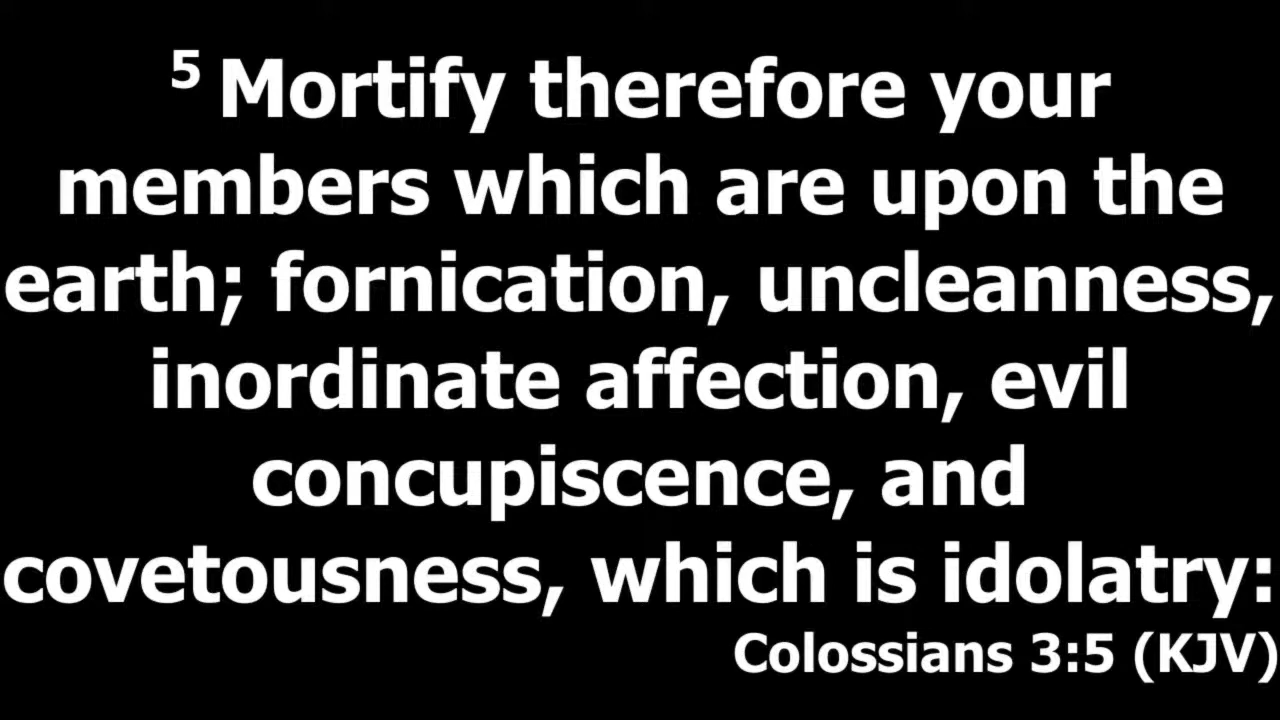 5 Mortify therefore your
members which are upon the
earth; fornication, uncleanness,
inordinate affection, evil
concupiscence, and
covetousness, which is idolatry:
Colossians 3:5 (KJV)